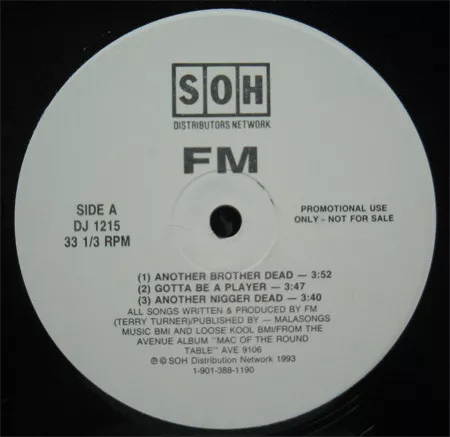 SOH
DISTRIBUTORS NETWORK
FM
SIDE A
DJ 1215
33 1/3 RPM
PROMOTIONAL USE
ONLY - NOT FOR SALE
(1) ANOTHER BROTHER DEAD — 3:52
(2) GOTTA BE A PLAYER — 3:47
(3) ANOTHER NIGGER DEAD — 3:40
ALL SONGS WRITTEN & PRODUCED BY FM
(TERRY TURNER)/PUBLISHED BY — MALASONGS
MUSIC BMI AND LOOSE KOOL BMI/FROM THE
AVENUE ALBUM "MAC OF THE ROUND
TABLE" AVE 9106
℗ © SOH Distribution Network 1993
1-901-388-1190